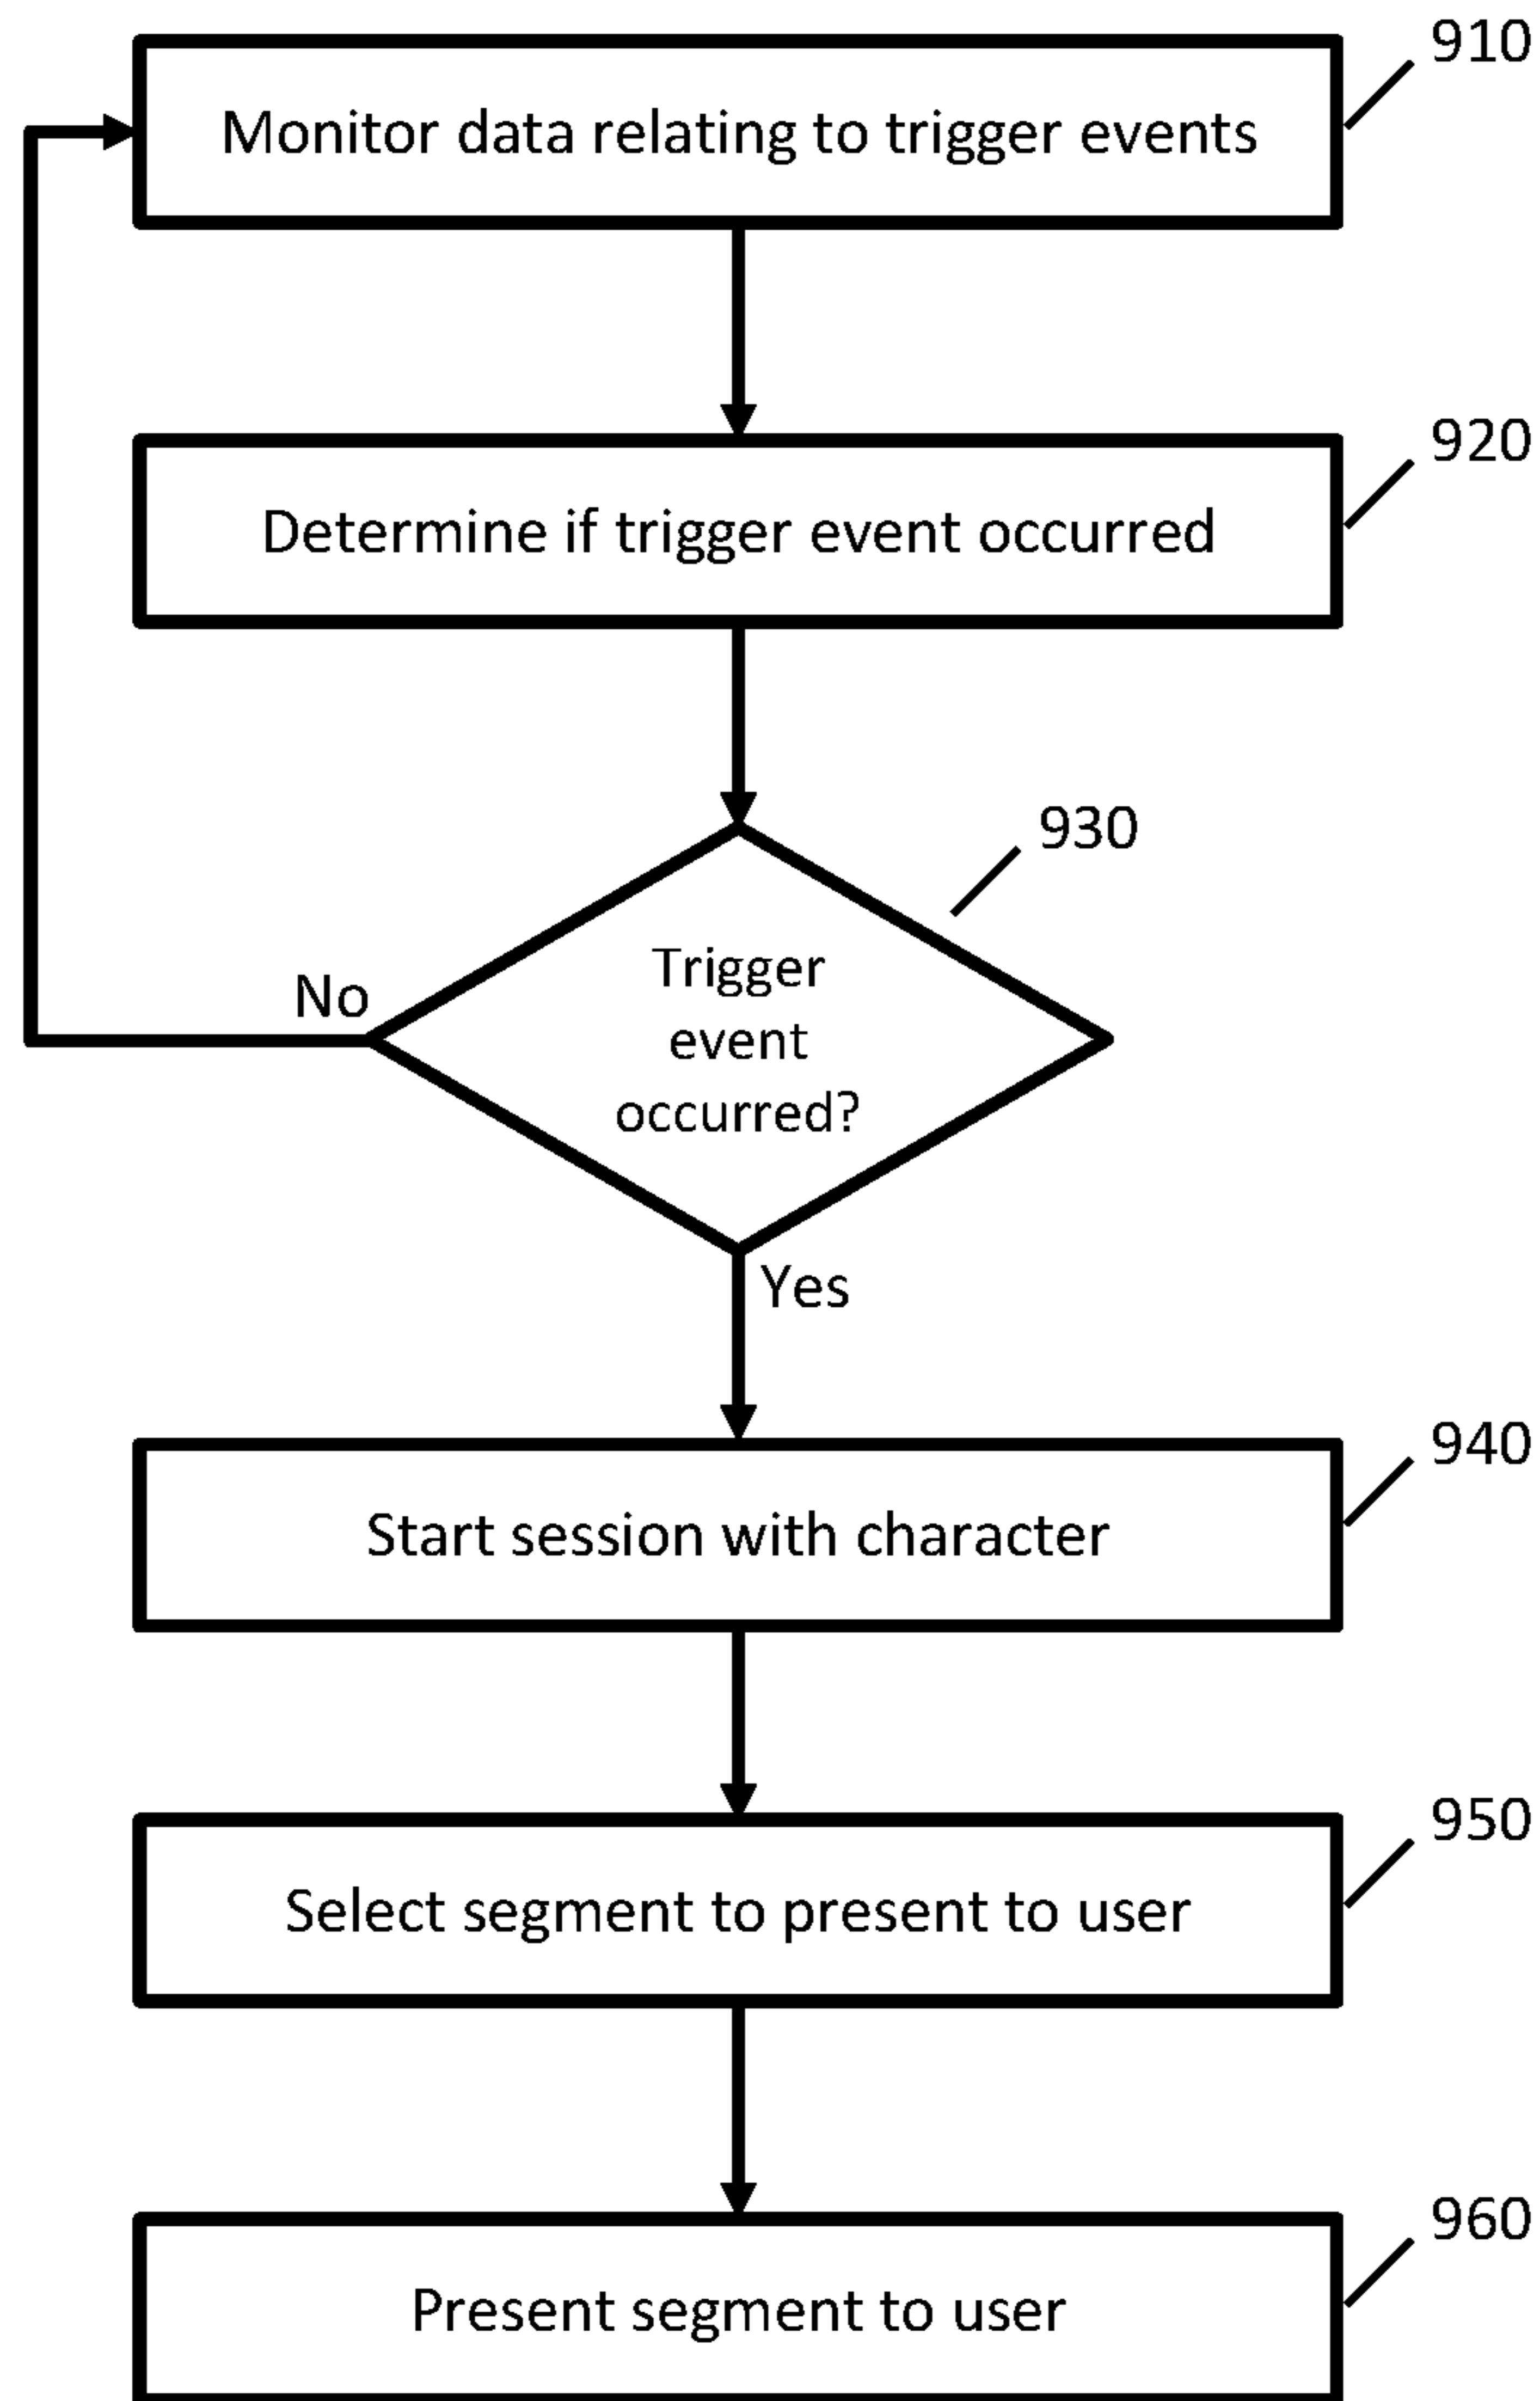 910
Monitor data relating to trigger events
920
Determine if trigger event occurred
930
Trigger
event
occurred?
No
Yes
940
Start session with character
950
Select segment to present to user
960
Present segment to user